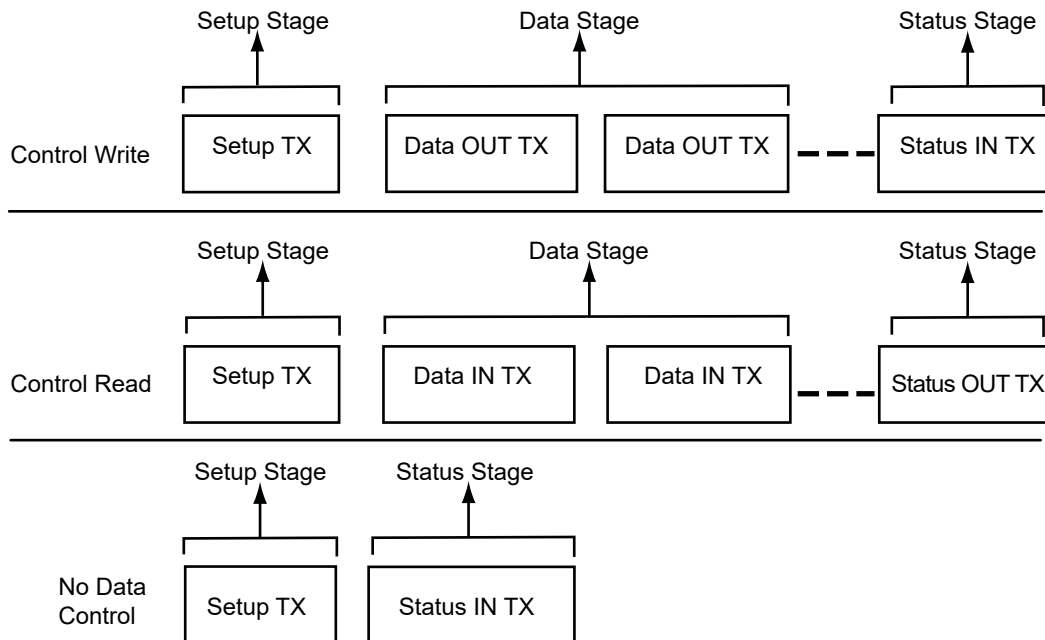 Setup Stage Data Stage Status Stage
Control Write Setup TX Data OUT TX Data OUT TX Status IN TX
Setup Stage Data Stage Status Stage
Control Read Setup TX Data IN TX Data IN TX Status OUT TX
Setup Stage Status Stage
No Data
Control
Setup TX Status IN TX